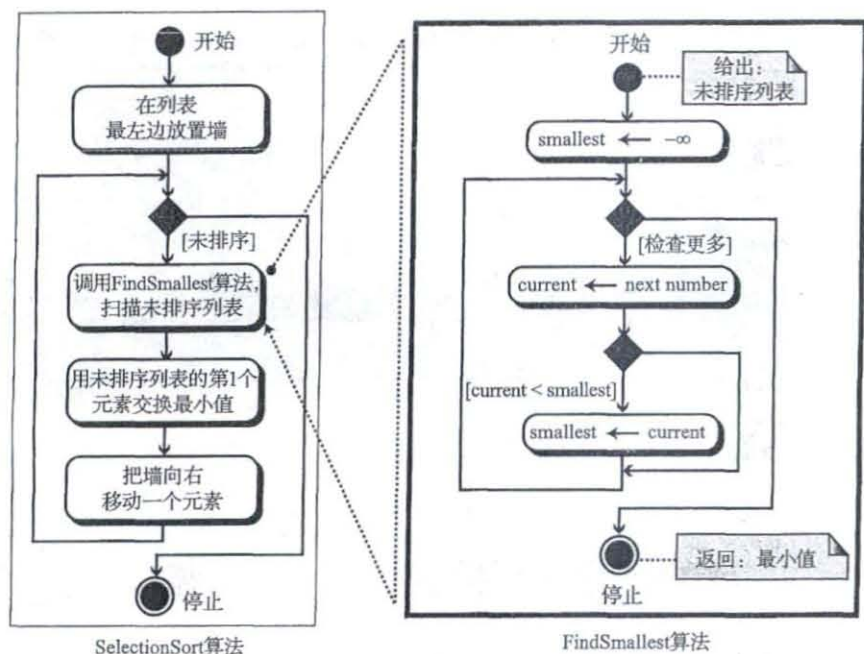 开始
在列表
最左边放置墙
[未排序]
调用FindSmallest算法,
扫描未排序列表
用未排序列表的第1个
元素交换最小值
把墙向右
移动一个元素
停止
SelectionSort算法
开始
给出：
未排序列表
smallest ← -∞
[检查更多]
current ← next number
[current < smallest]
smallest ← current
返回：最小值
停止
FindSmallest算法